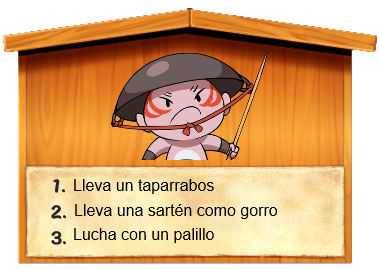 1. Lleva un taparrabos
2. Lleva una sartén como gorro
3. Lucha con un palillo